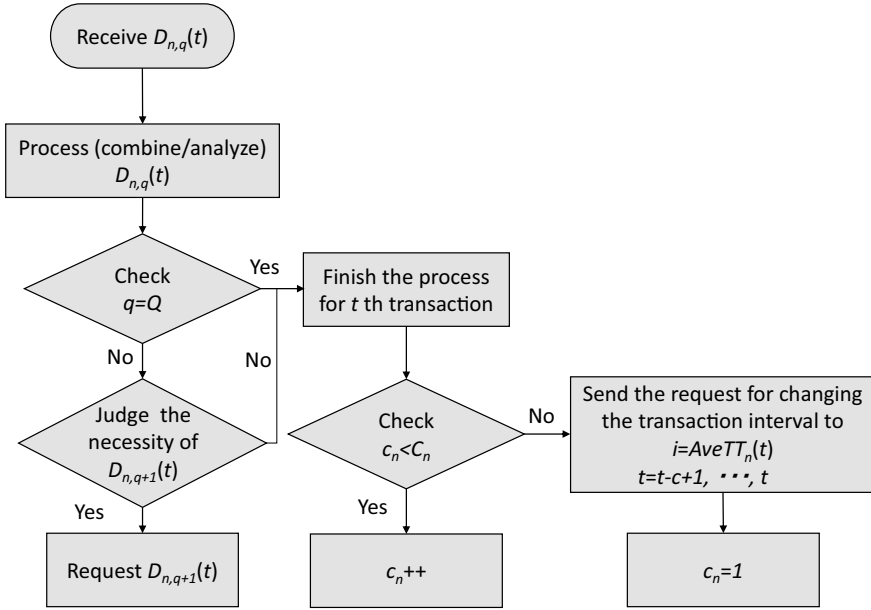 Receive D_{n,q}(t)
Process (combine/analyze)
D_{n,q}(t)
Check
q=Q
Yes
No
Finish the process
for t th transaction
No
Judge the
necessity of
D_{n,q+1}(t)
Yes
Request D_{n,q+1}(t)
Check
c_n<C_n
No
Yes
c_n++
Send the request for changing
the transaction interval to
i=AveTT_n(t)
t=t-c+1, ···, t
c_n=1